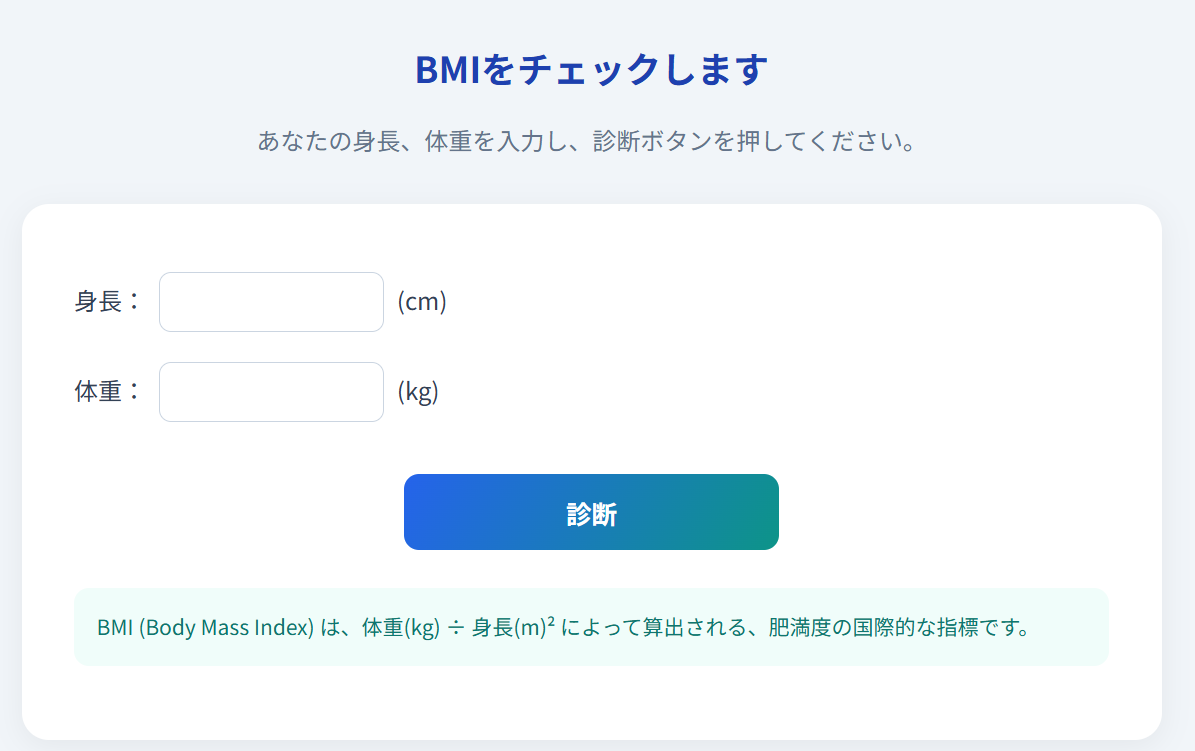 BMIをチェックします
あなたの身長、体重を入力し、診断ボタンを押してください。
身長： (cm)
体重： (kg)
診断
BMI (Body Mass Index) は、体重(kg) ÷ 身長(m)² によって算出される、肥満度の国際的な指標です。